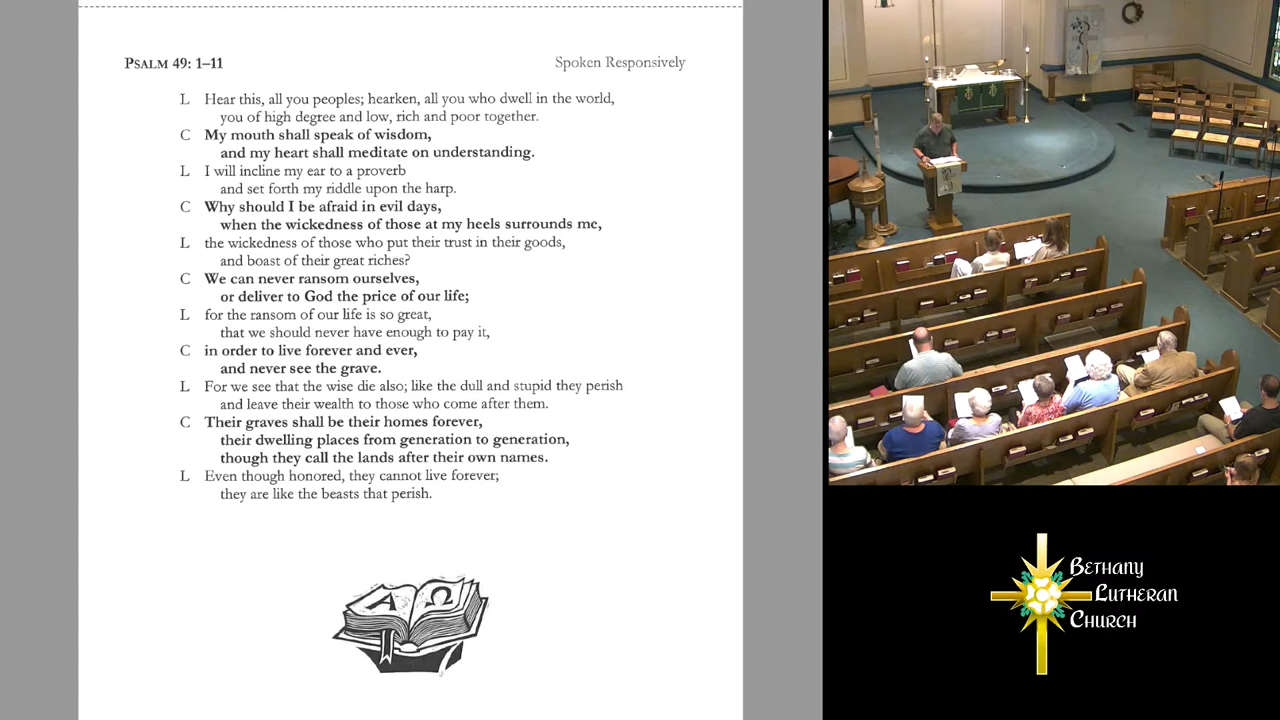 PSALM 49: 1–11 Spoken Responsively
L Hear this, all you peoples; hearken, all you who dwell in the world,
you of high degree and low, rich and poor together.
C My mouth shall speak of wisdom,
and my heart shall meditate on understanding.
L I will incline my ear to a proverb
and set forth my riddle upon the harp.
C Why should I be afraid in evil days,
when the wickedness of those at my heels surrounds me,
L the wickedness of those who put their trust in their goods,
and boast of their great riches?
C We can never ransom ourselves,
or deliver to God the price of our life;
L for the ransom of our life is so great,
that we should never have enough to pay it,
C in order to live forever and ever,
and never see the grave.
L For we see that the wise die also; like the dull and stupid they perish
and leave their wealth to those who come after them.
C Their graves shall be their homes forever,
their dwelling places from generation to generation,
though they call the lands after their own names.
L Even though honored, they cannot live forever;
they are like the beasts that perish.
Α Ω
Bethany
Lutheran
Church